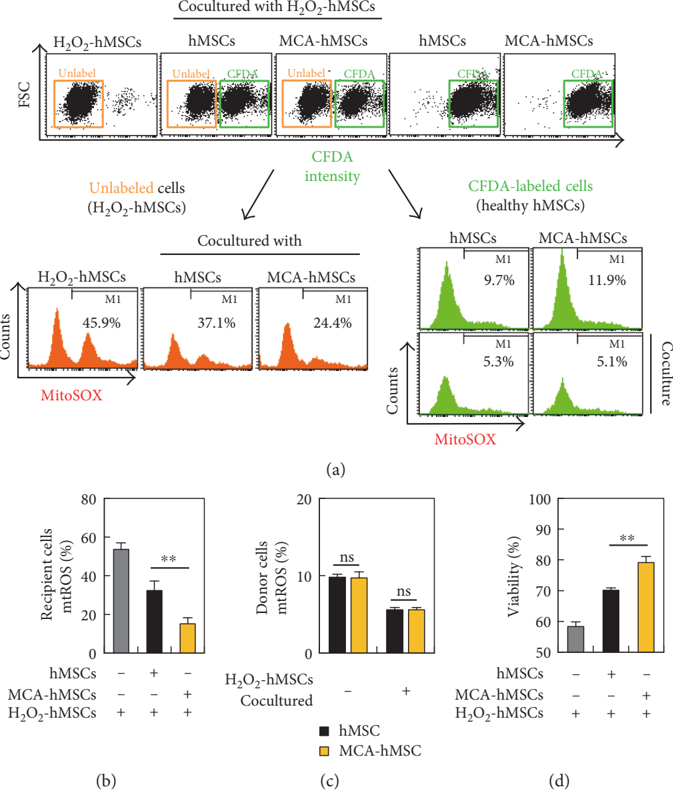 Cocultured with H₂O₂-hMSCs
H₂O₂-hMSCs hMSCs MCA-hMSCs hMSCs MCA-hMSCs
FSC
Unlabel Unlabel CFDA Unlabel CFDA CFDA CFDA
CFDA
intensity
Unlabeled cells
(H₂O₂-hMSCs)
CFDA-labeled cells
(healthy hMSCs)
Cocultured with
H₂O₂-hMSCs hMSCs MCA-hMSCs
Counts
M1 M1 M1
45.9% 37.1% 24.4%
MitoSOX
hMSCs MCA-hMSCs
M1 M1
9.7% 11.9%
M1 M1
5.3% 5.1%
Counts
Coculture
MitoSOX
(a)
Recipient cells
mtROS (%)
80
60
40
20
0
**
hMSCs − + −
MCA-hMSCs − − +
H₂O₂-hMSCs + + +
(b)
Donor cells
mtROS (%)
20
10
0
ns
ns
H₂O₂-hMSCs
Cocultured
− +
hMSC
MCA-hMSC
(c)
Viability (%)
100
90
80
70
60
50
**
hMSCs − + −
MCA-hMSCs − − +
H₂O₂-hMSCs + + +
(d)